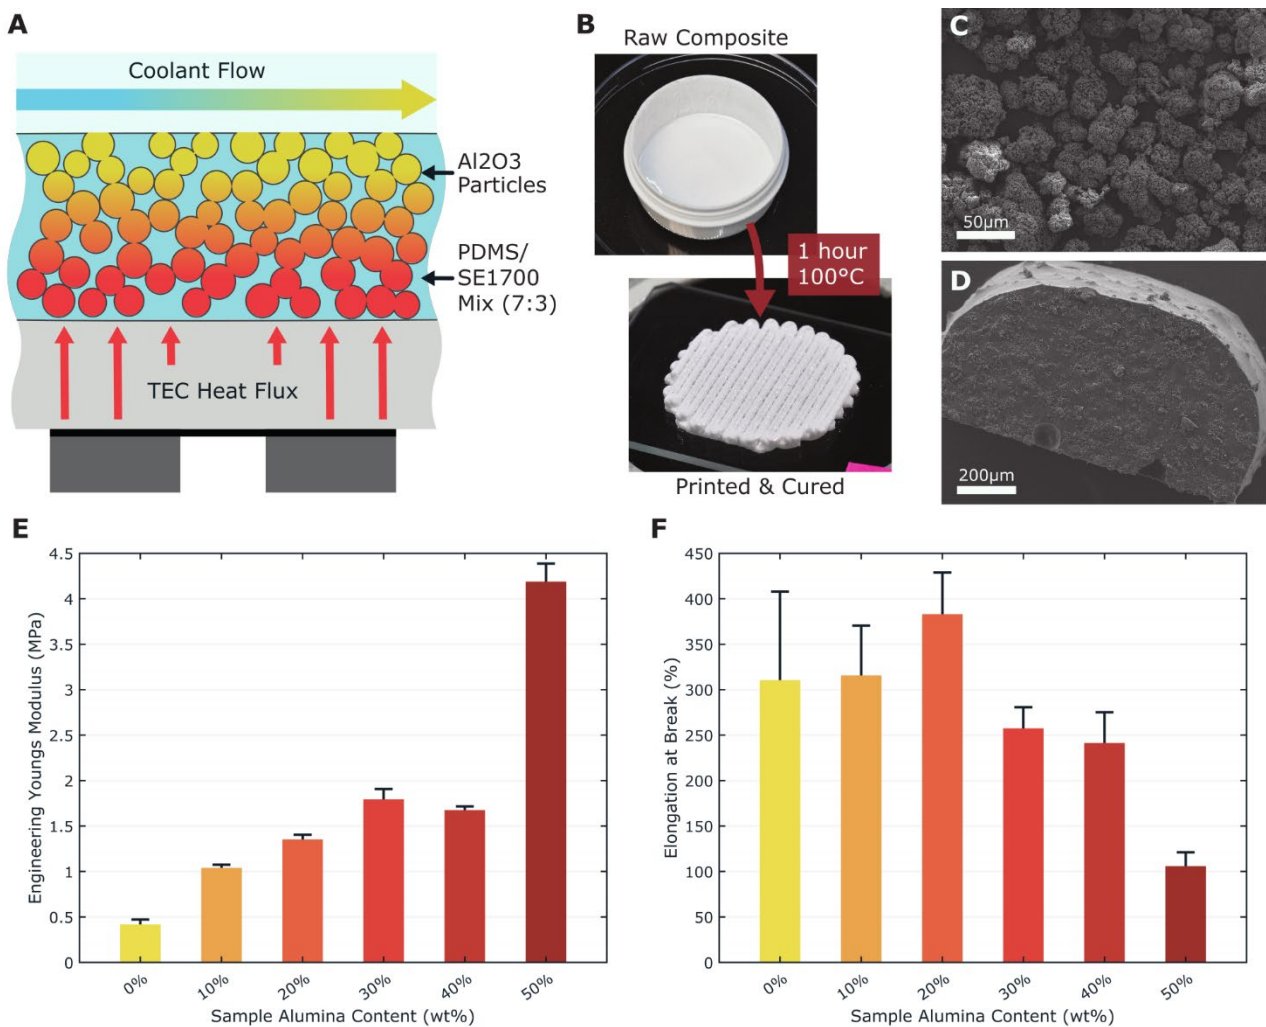 A
Coolant Flow
Al2O3
Particles
PDMS/
SE1700
Mix (7:3)
TEC Heat Flux
B
Raw Composite
1 hour
100°C
Printed & Cured
C
50µm
D
200µm
E
Engineering Youngs Modulus (MPa)
4.5
4
3.5
3
2.5
2
1.5
1
0.5
0
0%
10%
20%
30%
40%
50%
Sample Alumina Content (wt%)
F
Elongation at Break (%)
450
400
350
300
250
200
150
100
50
0
0%
10%
20%
30%
40%
50%
Sample Alumina Content (wt%)